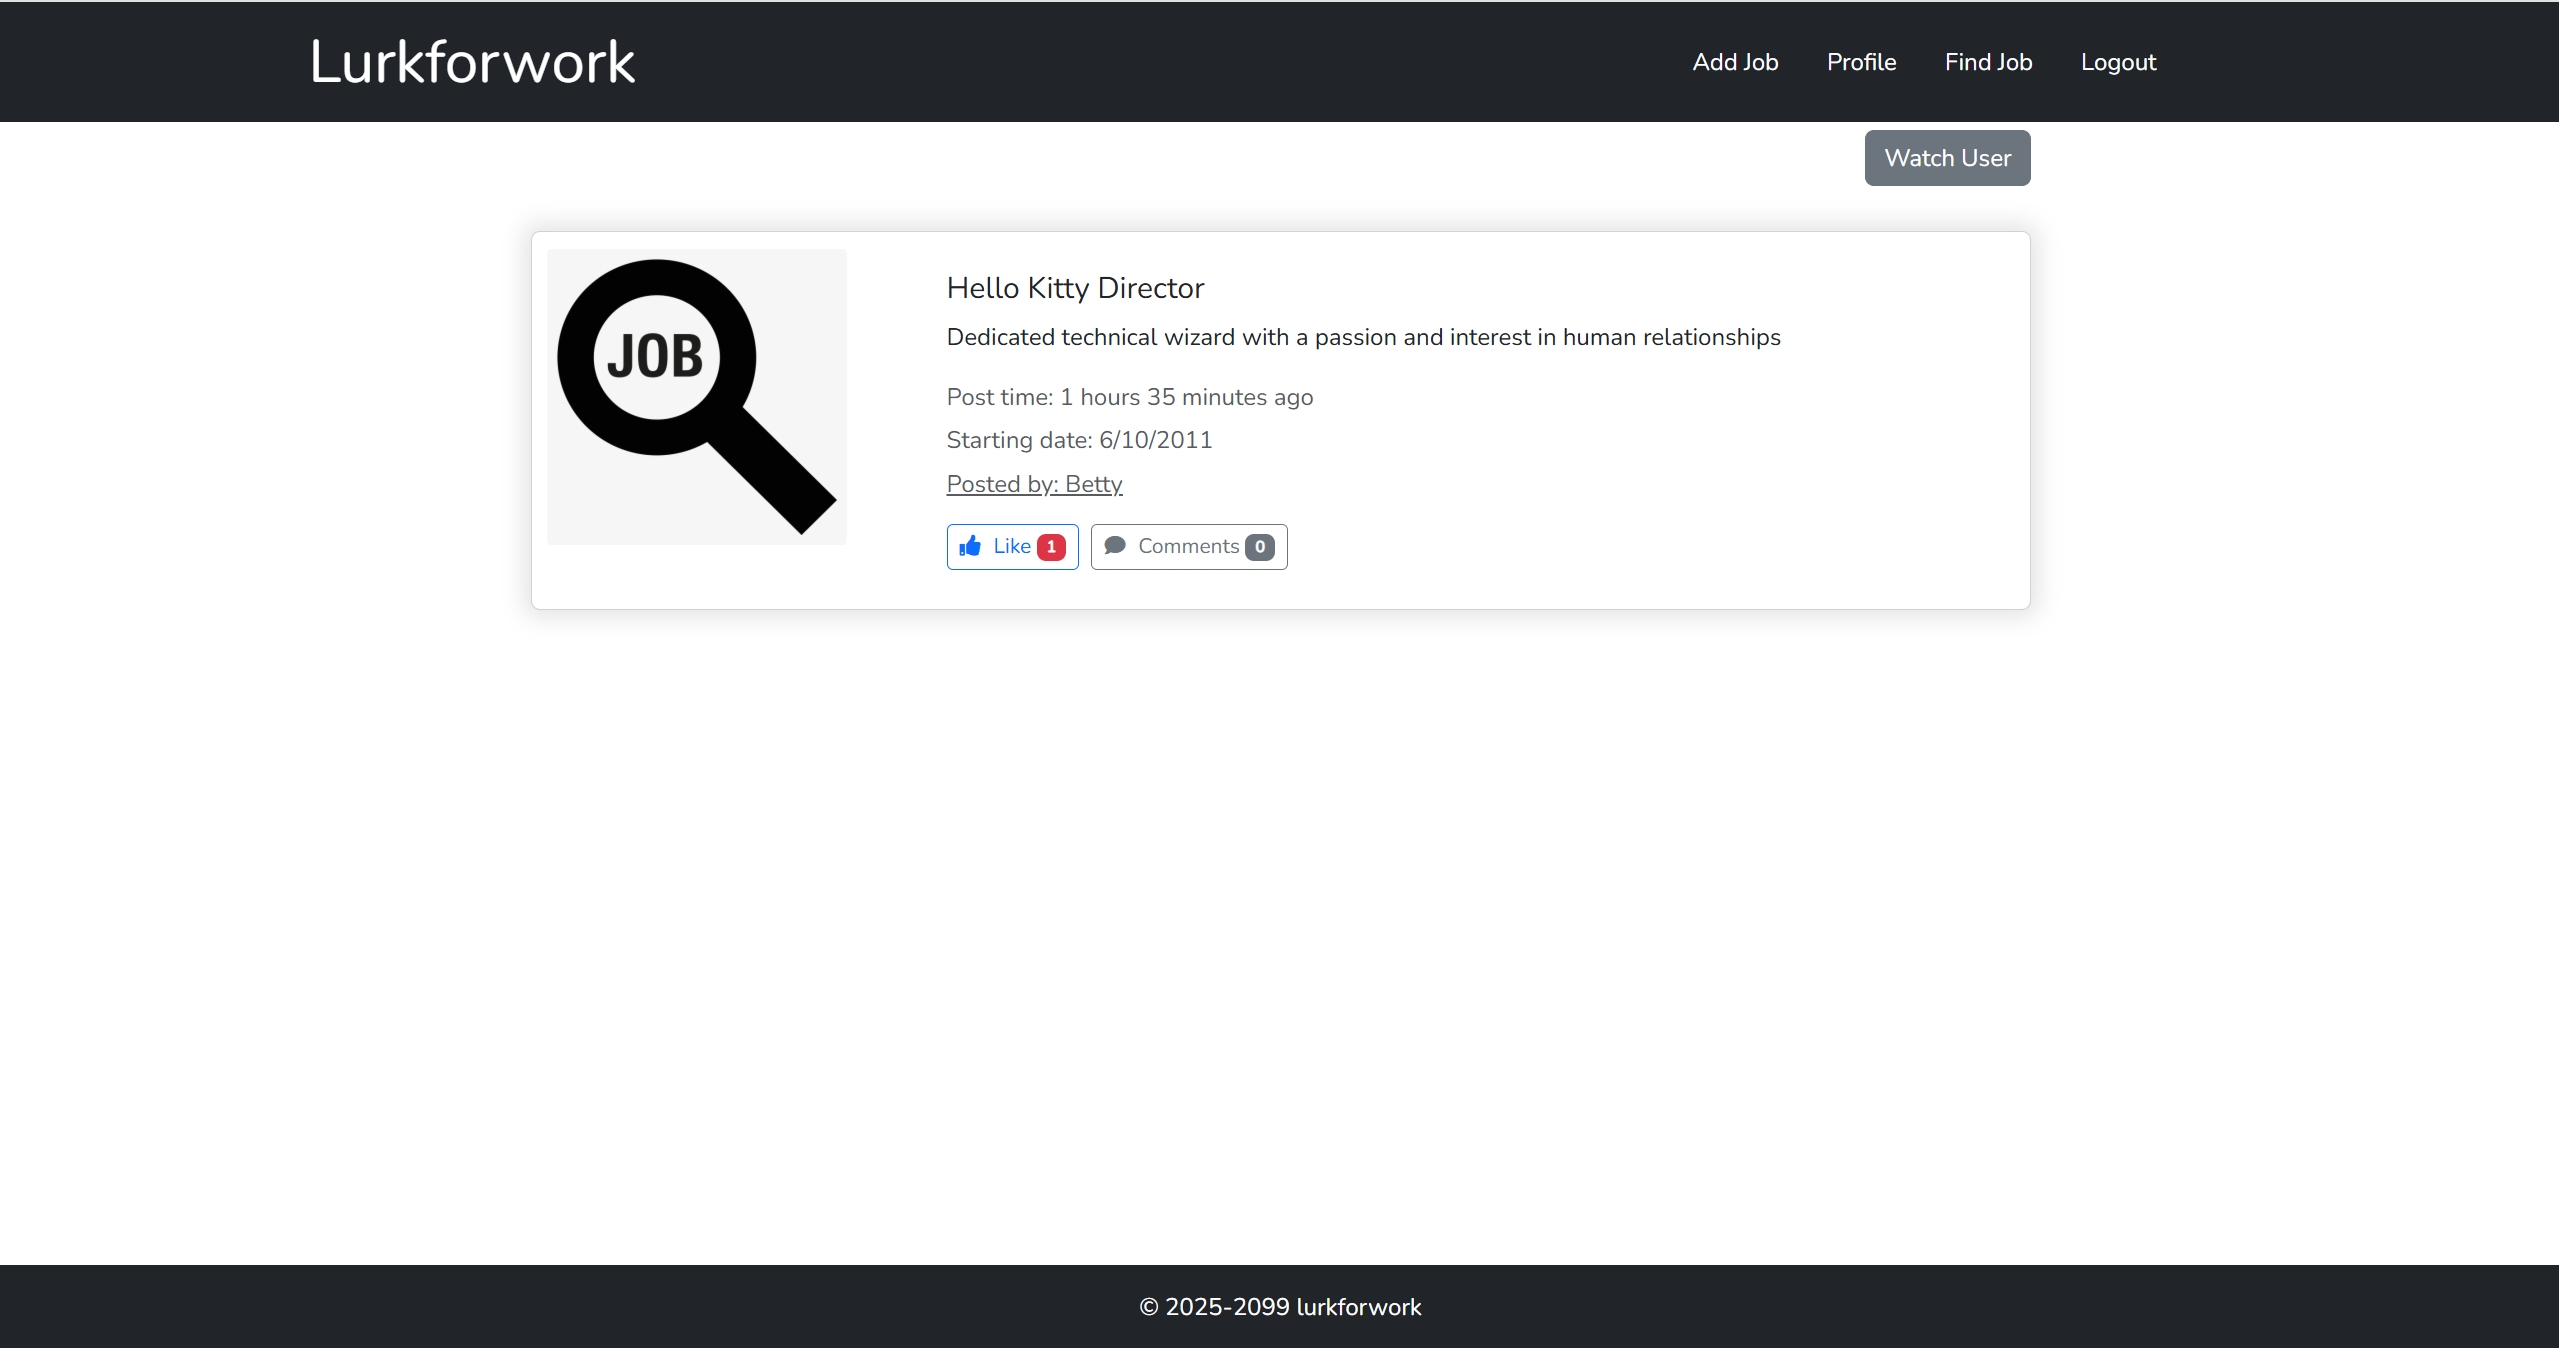 Lurkforwork
Add Job
Profile
Find Job
Logout
Watch User
JOB
Hello Kitty Director
Dedicated technical wizard with a passion and interest in human relationships
Post time: 1 hours 35 minutes ago
Starting date: 6/10/2011
Posted by: Betty
Like 1
Comments 0
© 2025-2099 lurkforwork